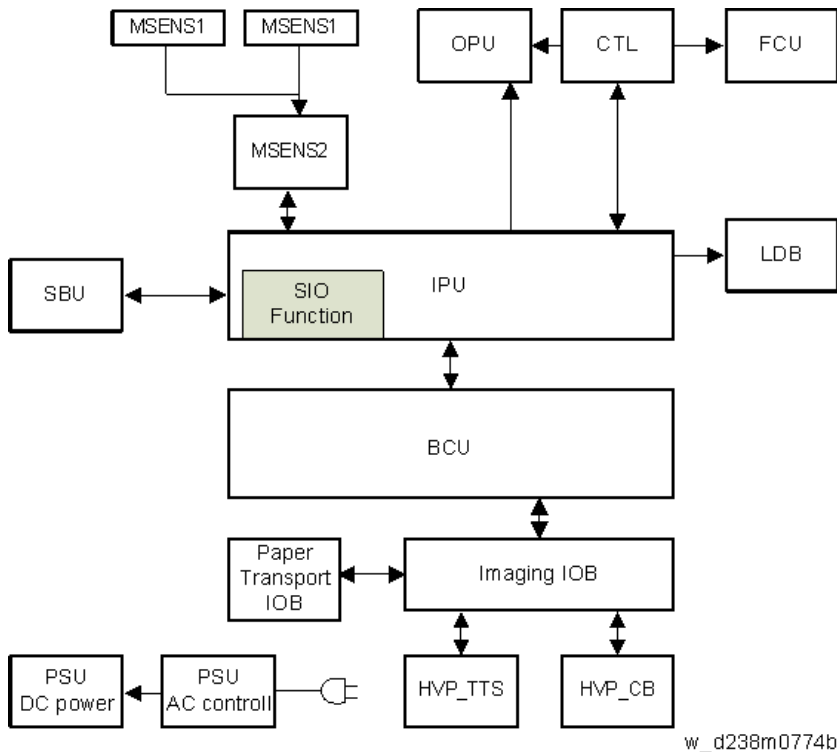 MSENS1
MSENS1
OPU
CTL
FCU
MSENS2
SBU
SIO
Function
IPU
LDB
BCU
Paper
Transport
IOB
Imaging IOB
PSU
DC power
PSU
AC controll
HVP_TTS
HVP_CB
w_d238m0774b